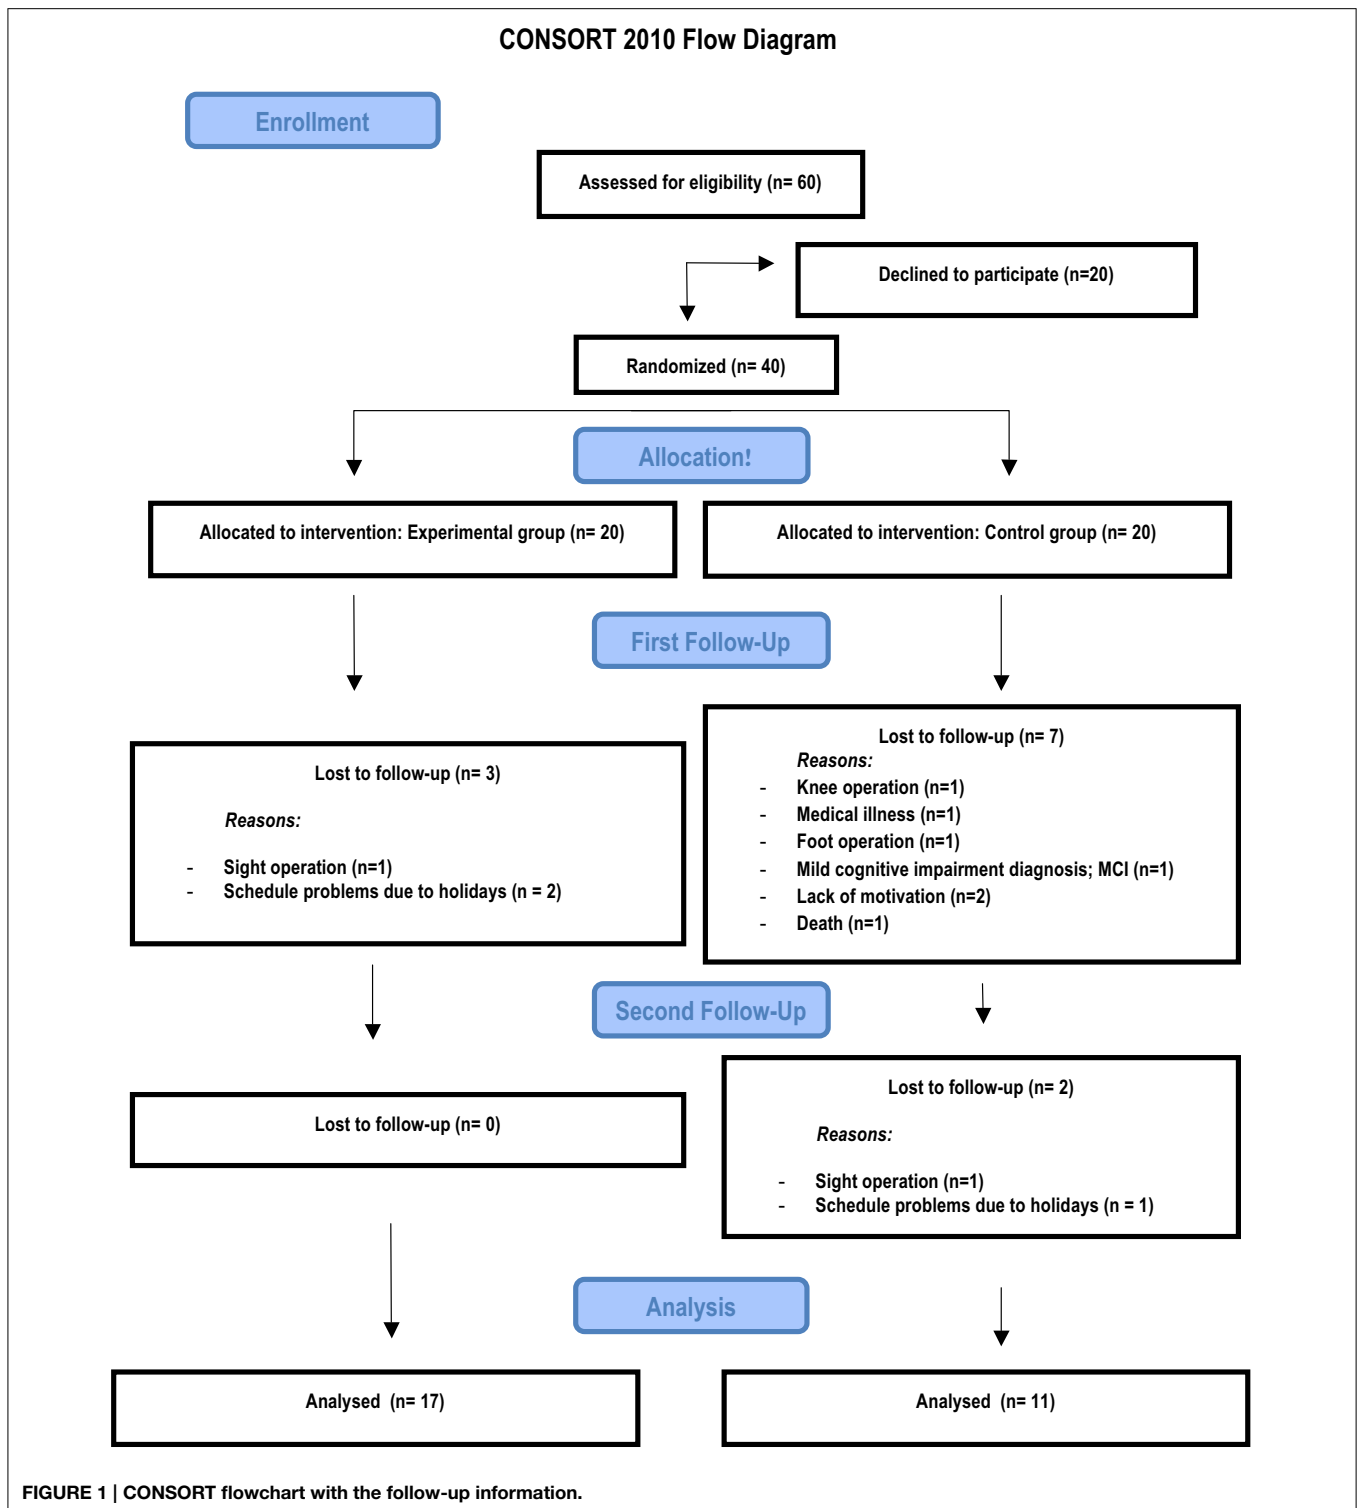 CONSORT 2010 Flow Diagram
Enrollment
Assessed for eligibility (n= 60)
Declined to participate (n=20)
Randomized (n= 40)
Allocation!
Allocated to intervention: Experimental group (n= 20)
Allocated to intervention: Control group (n= 20)
First Follow-Up
Lost to follow-up (n= 3)
Reasons:
- Sight operation (n=1)
- Schedule problems due to holidays (n = 2)
Lost to follow-up (n= 7)
Reasons:
- Knee operation (n=1)
- Medical illness (n=1)
- Foot operation (n=1)
- Mild cognitive impairment diagnosis; MCI (n=1)
- Lack of motivation (n=2)
- Death (n=1)
Second Follow-Up
Lost to follow-up (n= 0)
Lost to follow-up (n= 2)
Reasons:
- Sight operation (n=1)
- Schedule problems due to holidays (n = 1)
Analysis
Analysed (n= 17)
Analysed (n= 11)
FIGURE 1 | CONSORT flowchart with the follow-up information.